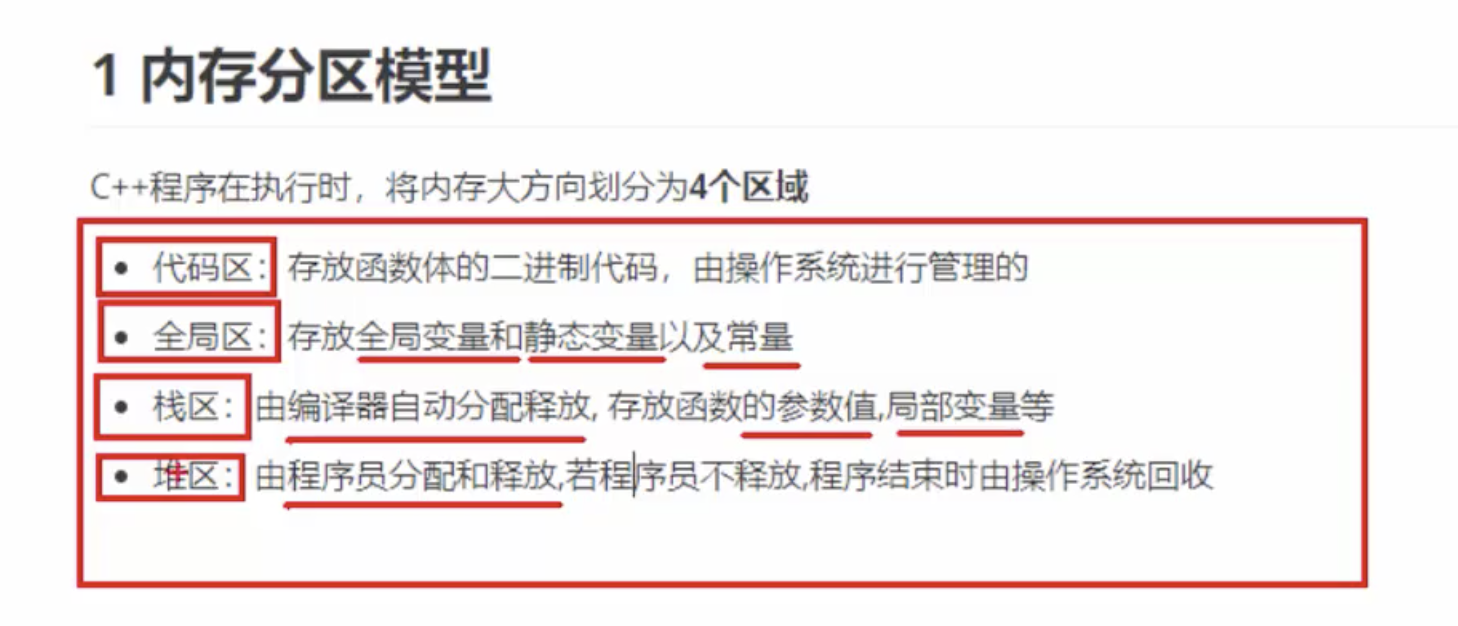 1 内存分区模型
C++程序在执行时，将内存大方向划分为4个区域
• 代码区：存放函数体的二进制代码，由操作系统进行管理的
• 全局区：存放全局变量和静态变量以及常量
• 栈区：由编译器自动分配释放, 存放函数的参数值,局部变量等
• 堆区：由程序员分配和释放,若程序员不释放,程序结束时由操作系统回收